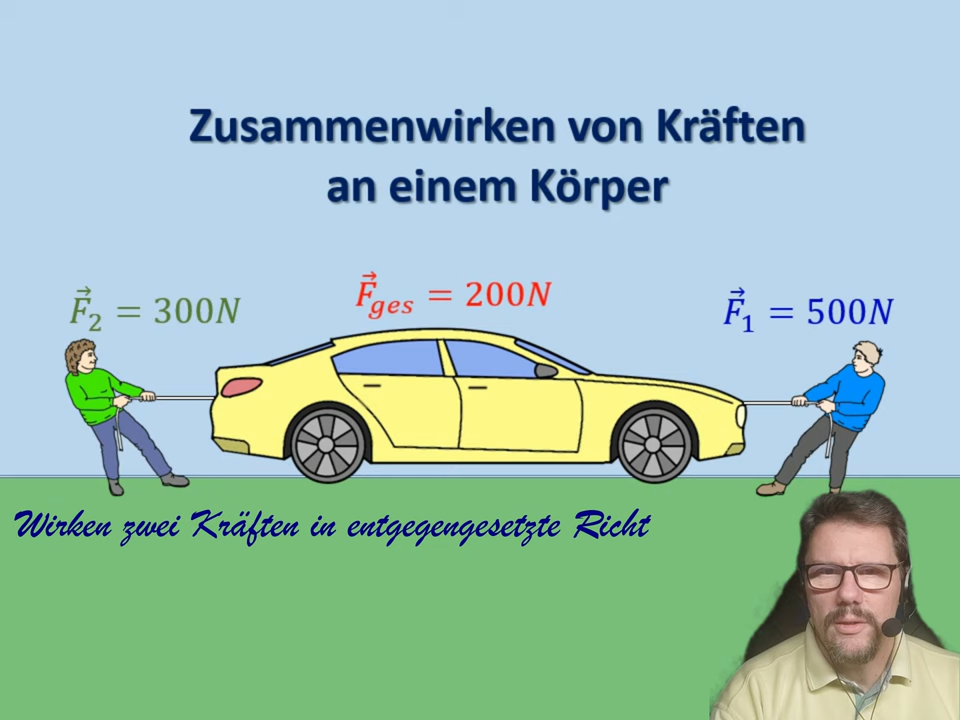 Zusammenwirken von Kräften
an einem Körper
F⃗₂ = 300N
F⃗ges = 200N
F⃗₁ = 500N
Wirken zwei Kräften in entgegengesetzte Richt